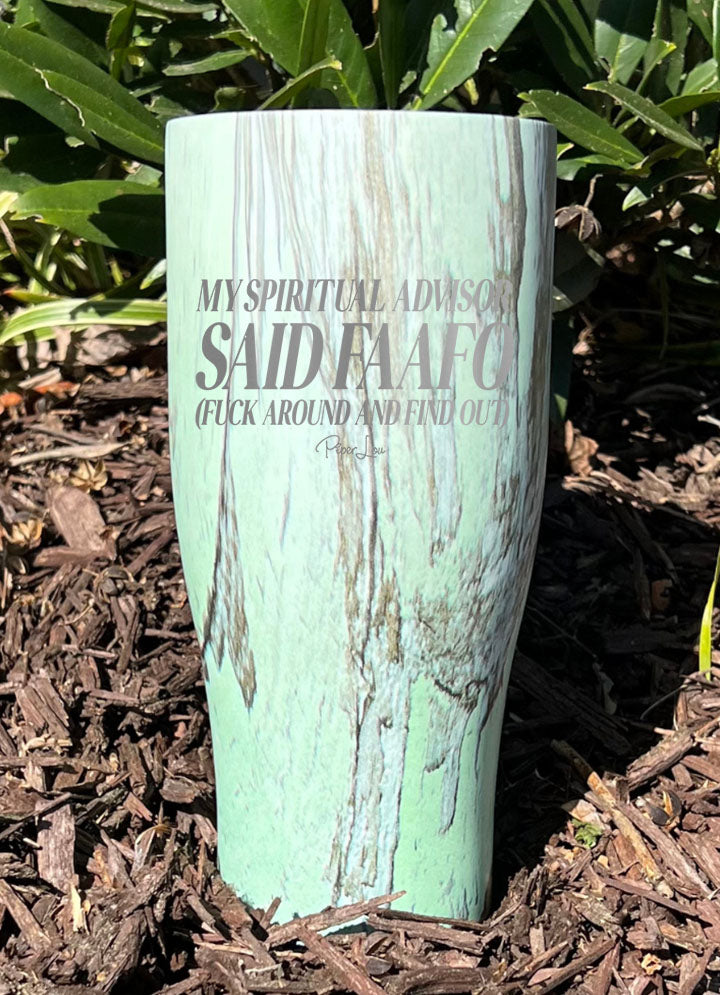 MY SPIRITUAL ADVISOR
SAID FAAFO
(FUCK AROUND AND FIND OUT)
Piper Lou